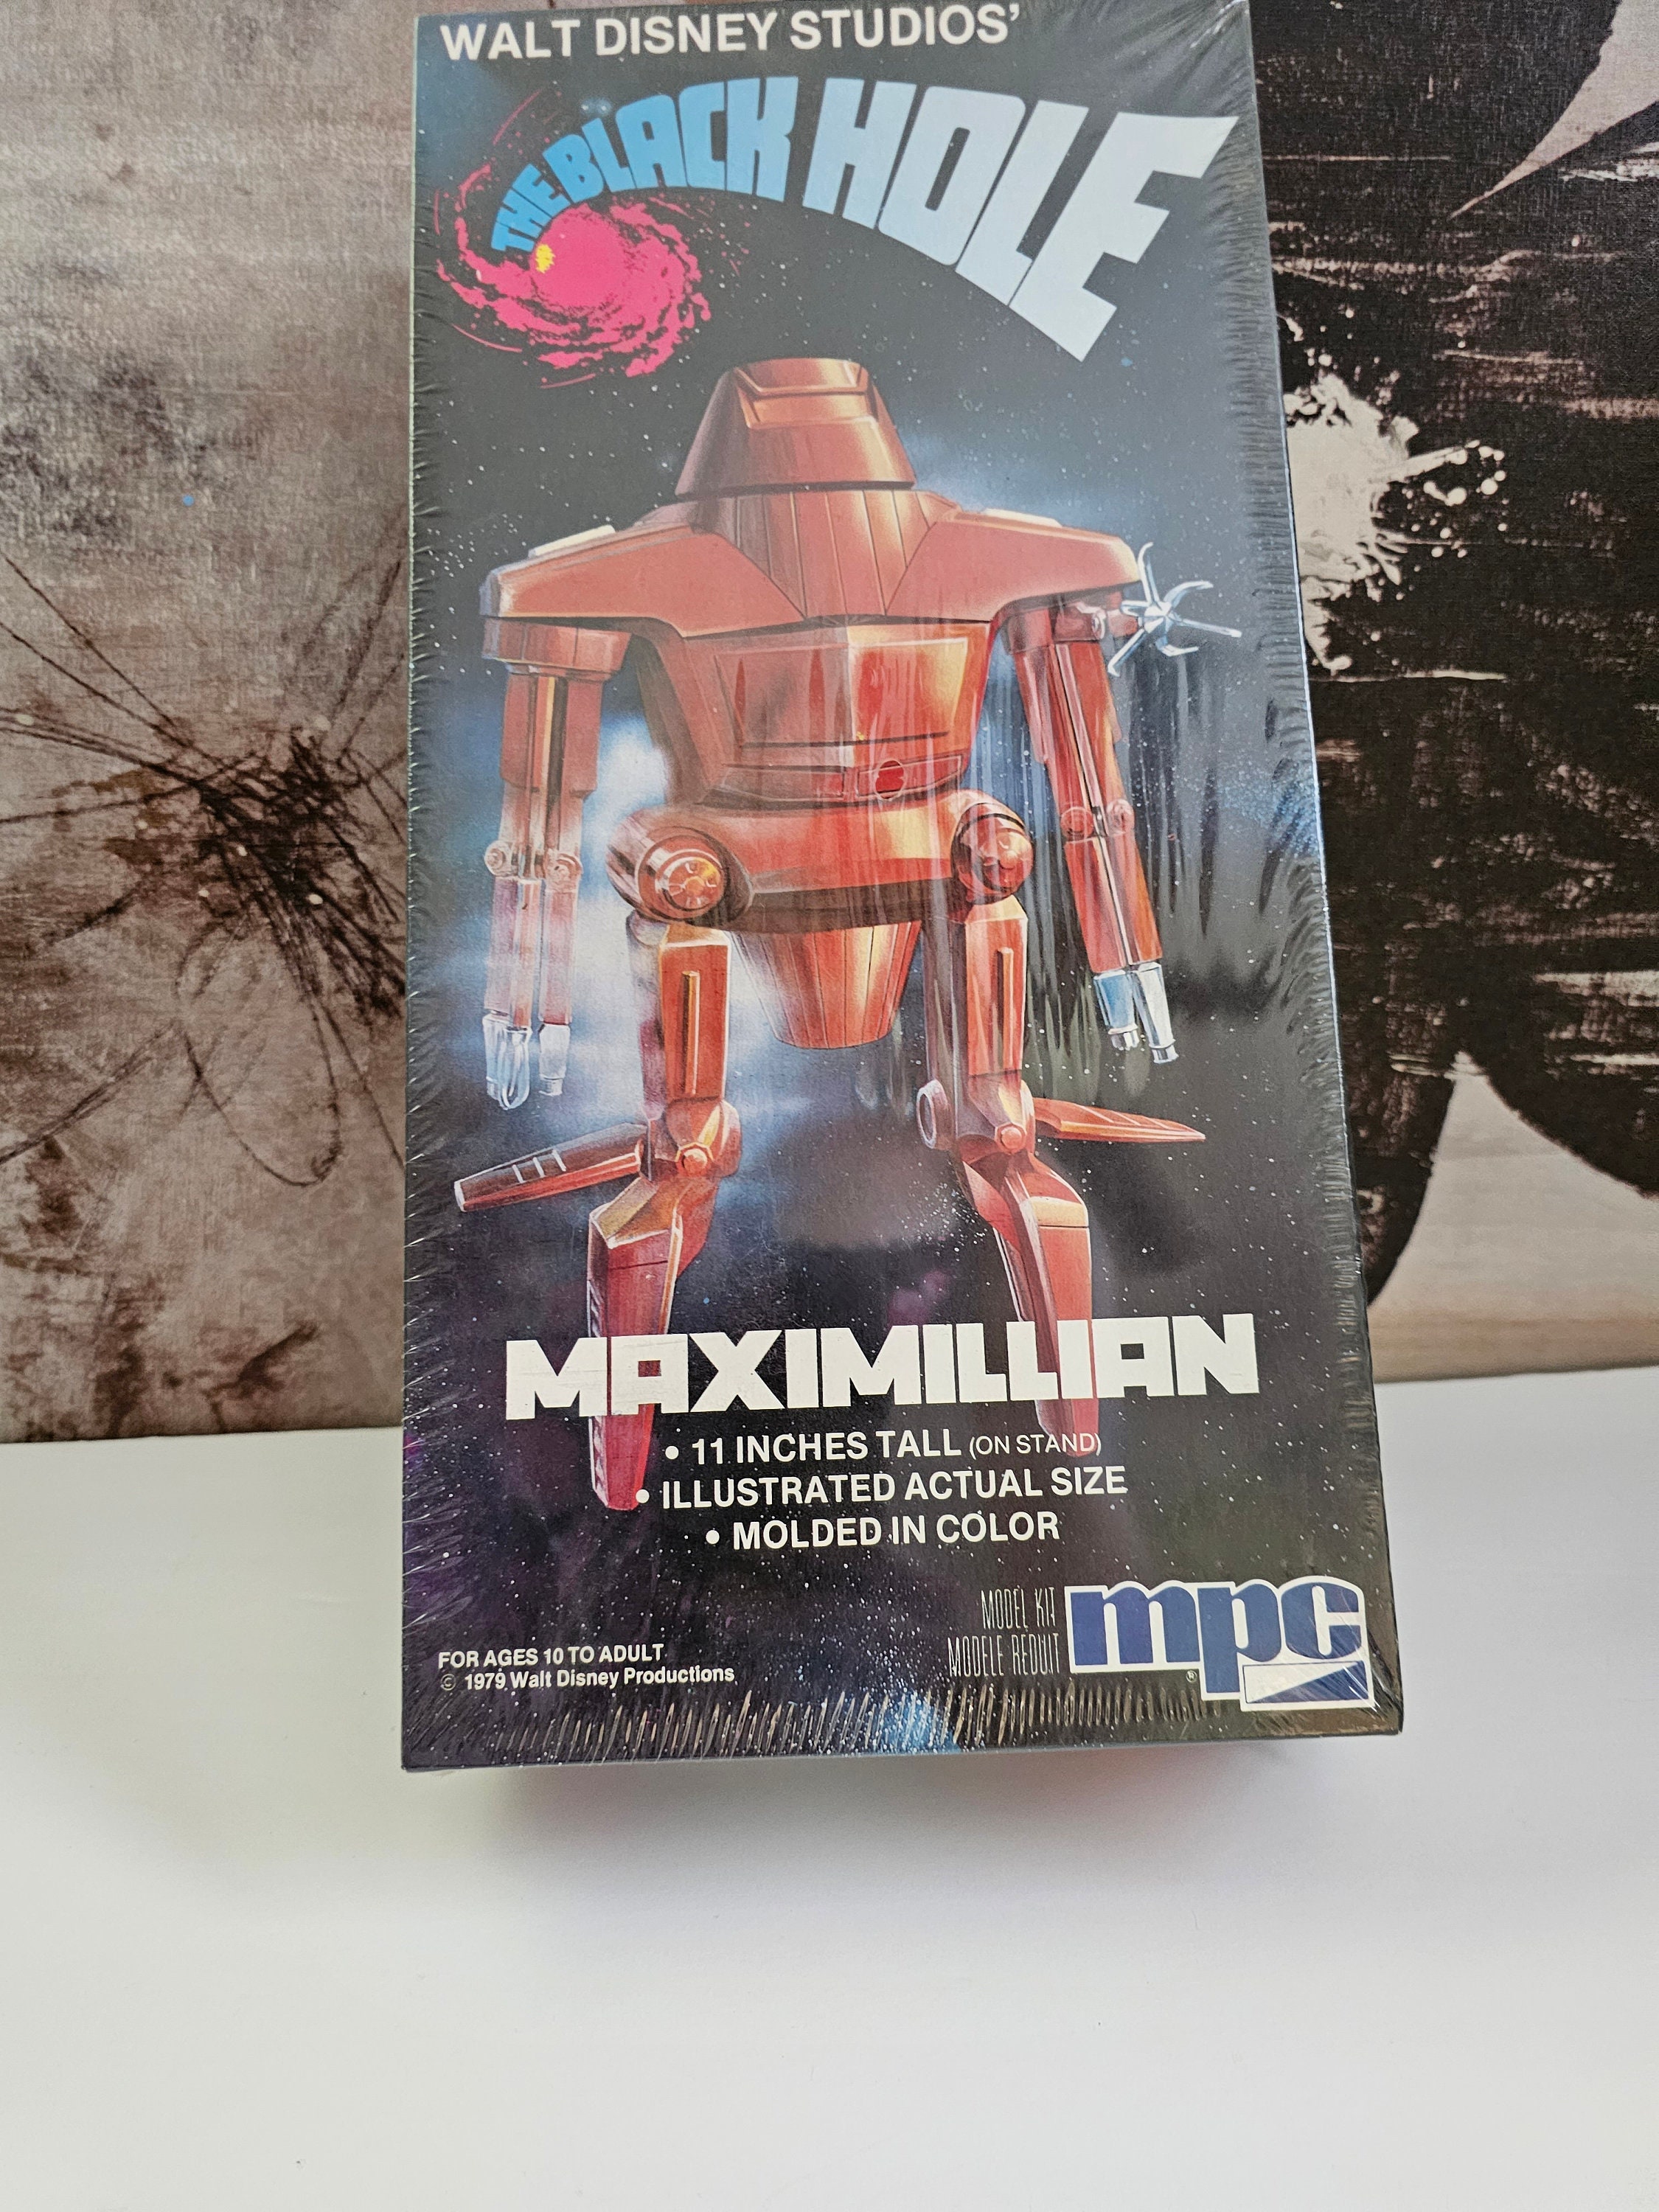 WALT DISNEY STUDIOS'
THE BLACK HOLE
MAXIMILLIAN
• 11 INCHES TALL (ON STAND)
• ILLUSTRATED ACTUAL SIZE
• MOLDED IN COLOR
MODEL KIT
MODELE REDUIT
mpc
®
FOR AGES 10 TO ADULT
© 1979 Walt Disney Productions